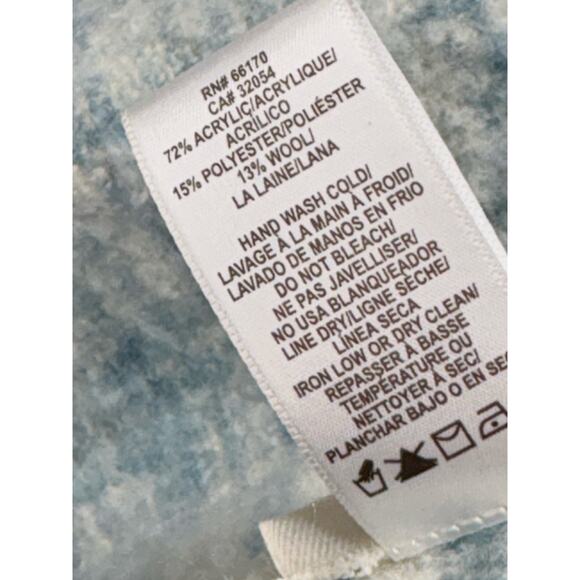 RN# 66170
CA# 32054
72% ACRYLIC/ACRYLIQUE/
ACRÍLICO
15% POLYESTER/POLIÉSTER
13% WOOL/
LA LAINE/LANA
HAND WASH COLD/
LAVAGE À LA MAIN À FROID/
LAVADO DE MANOS EN FRIO
DO NOT BLEACH/
NE PAS JAVELLISER/
NO USA BLANQUEADOR
LINE DRY/LIGNE SÈCHE/
LÍNEA SECA
IRON LOW OR DRY CLEAN/
REPASSER À BASSE
TEMPÉRATURE OU
NETTOYER À SEC/
PLANCHAR BAJO O EN SE